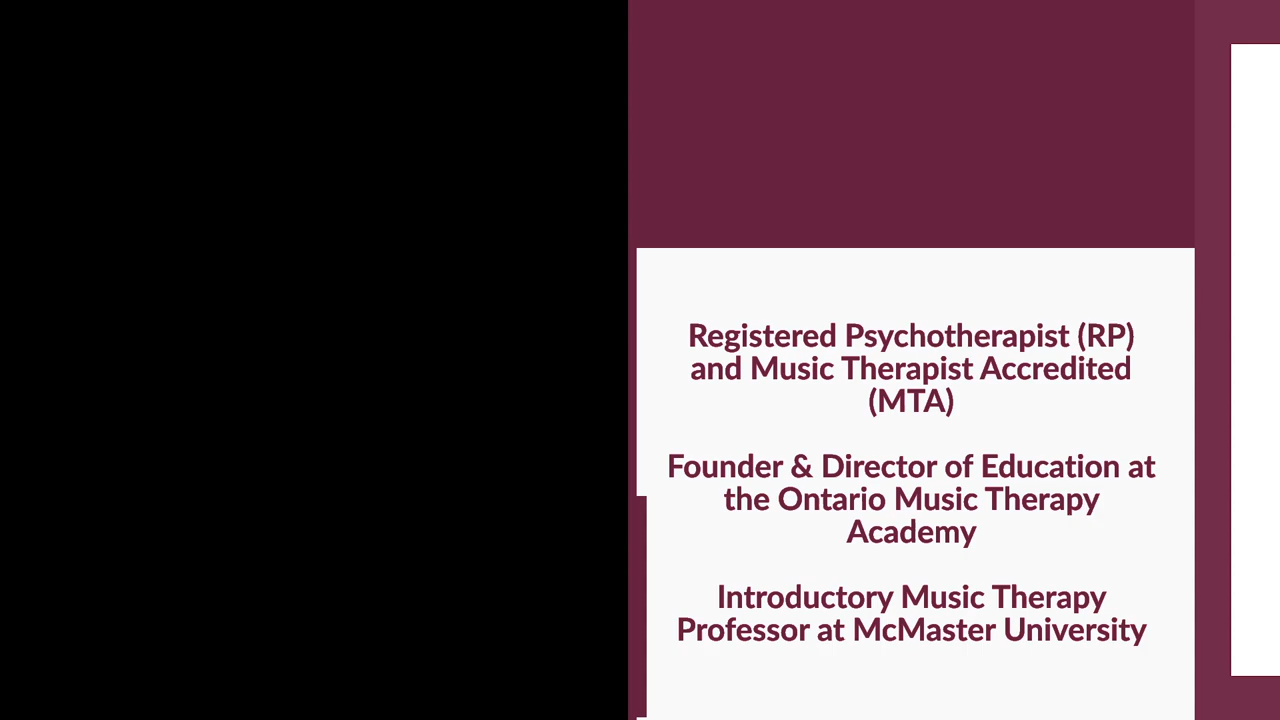 Registered Psychotherapist (RP)
and Music Therapist Accredited
(MTA)
Founder & Director of Education at
the Ontario Music Therapy
Academy
Introductory Music Therapy
Professor at McMaster University